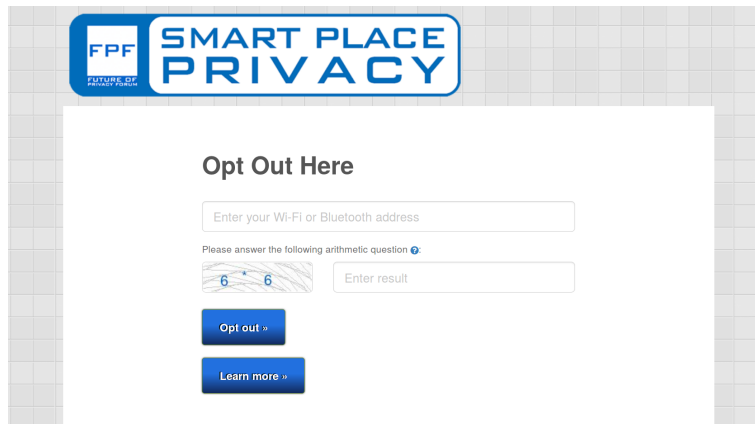 FPF
FUTURE OF
PRIVACY FORUM
SMART PLACE
PRIVACY
Opt Out Here
Enter your Wi-Fi or Bluetooth address
Please answer the following arithmetic question ?:
6 * 6
Enter result
Opt out »
Learn more »